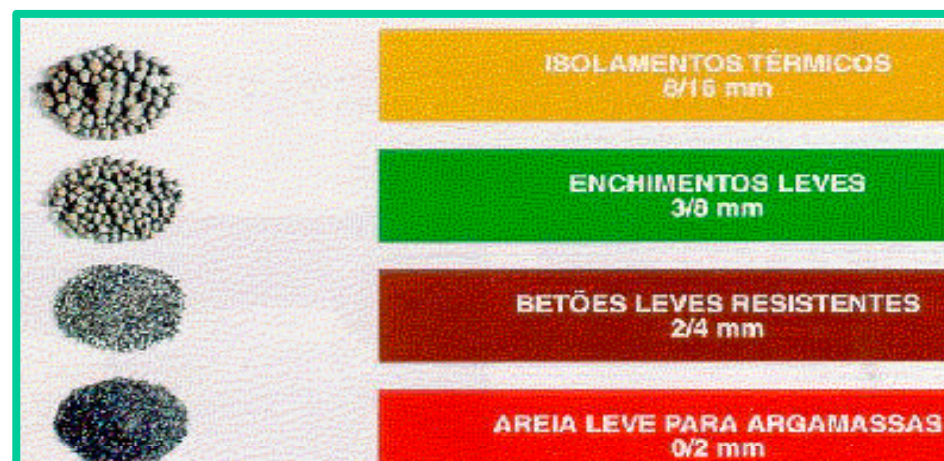 ISOLAMENTOS TÉRMICOS
8/16 mm
ENCHIMENTOS LEVES
3/8 mm
BETÕES LEVES RESISTENTES
2/4 mm
AREIA LEVE PARA ARGAMASSAS
0/2 mm